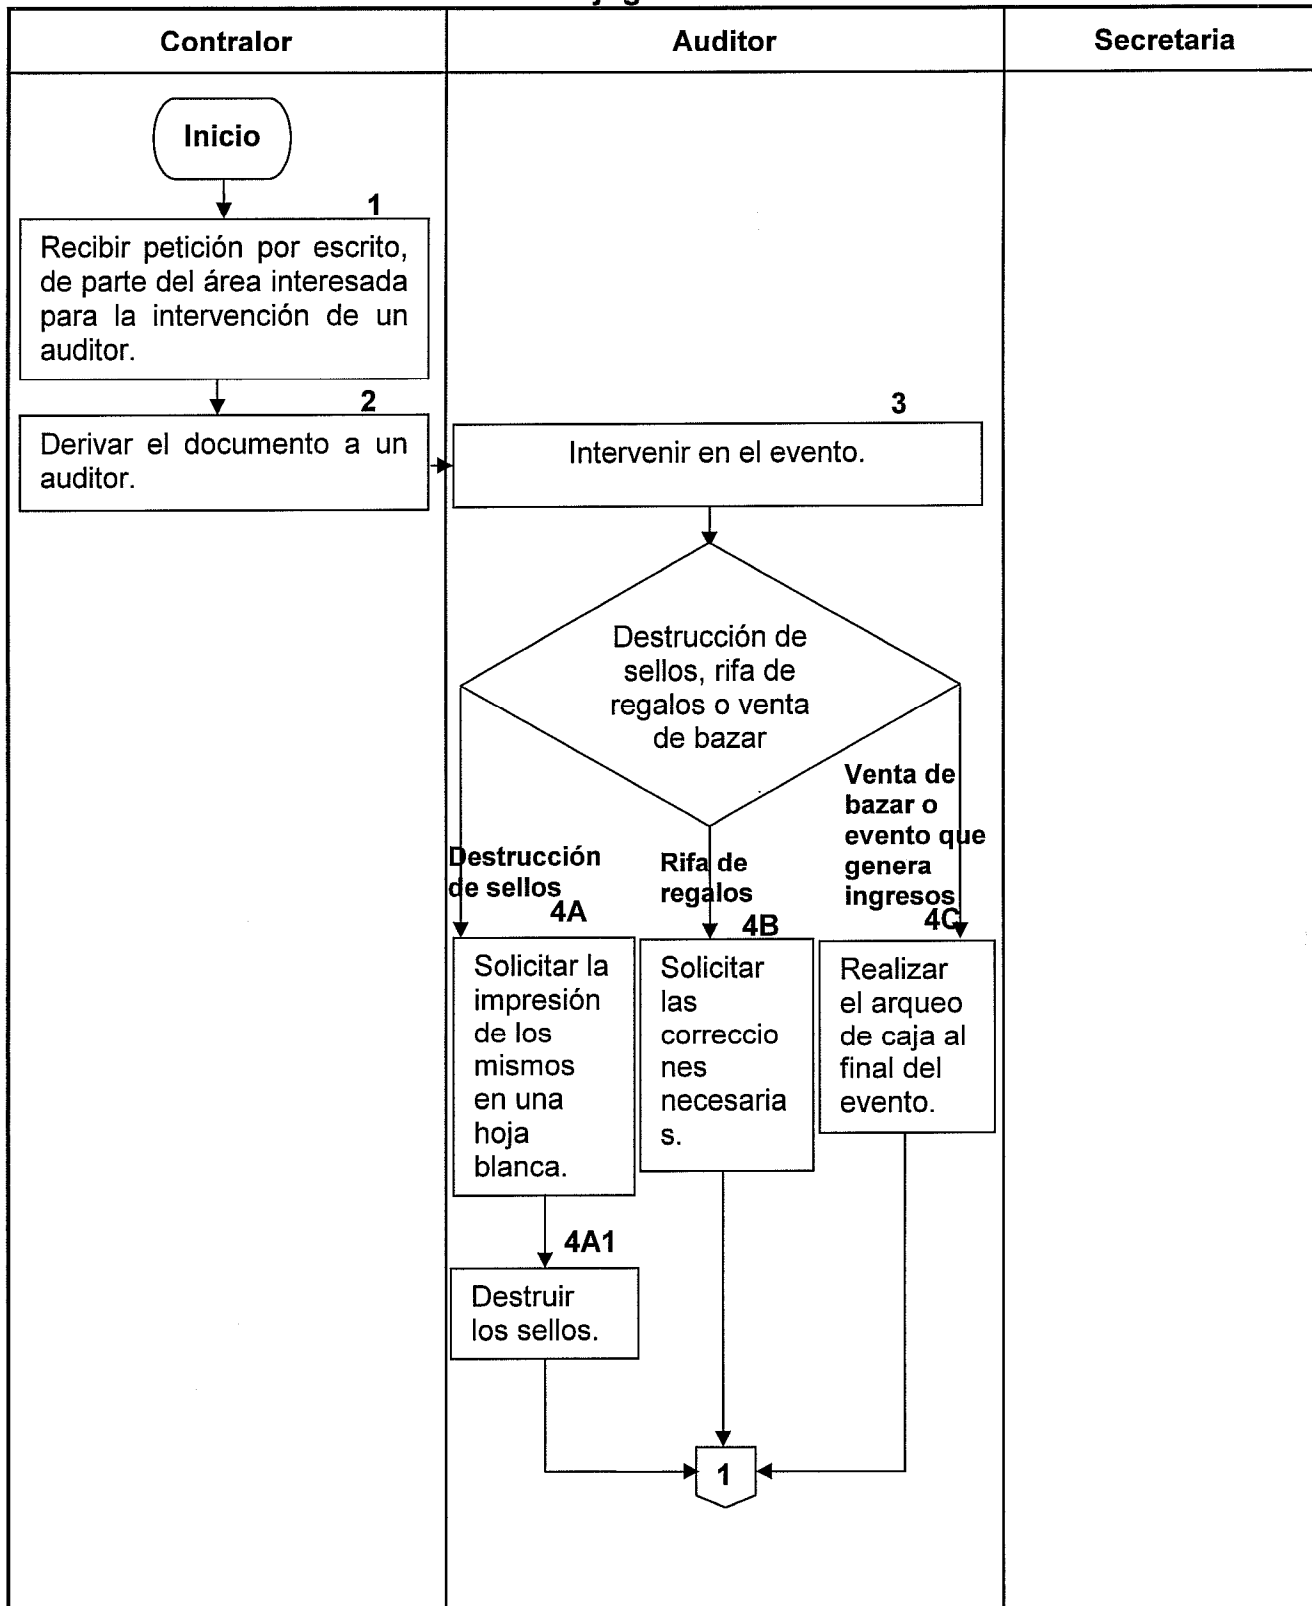 Contralor
Auditor
Secretaria
Inicio
1
Recibir petición por escrito,
de parte del área interesada
para la intervención de un
auditor.
2
Derivar el documento a un
auditor.
3
Intervenir en el evento.
Destrucción de
sellos, rifa de
regalos o venta
de bazar
Destrucción
de sellos
Rifa de
regalos
Venta de
bazar o
evento que
genera
ingresos
4A
Solicitar la
impresión
de los
mismos
en una
hoja
blanca.
4B
Solicitar
las
correccio
nes
necesaria
s.
4C
Realizar
el arqueo
de caja al
final del
evento.
4A1
Destruir
los sellos.
1